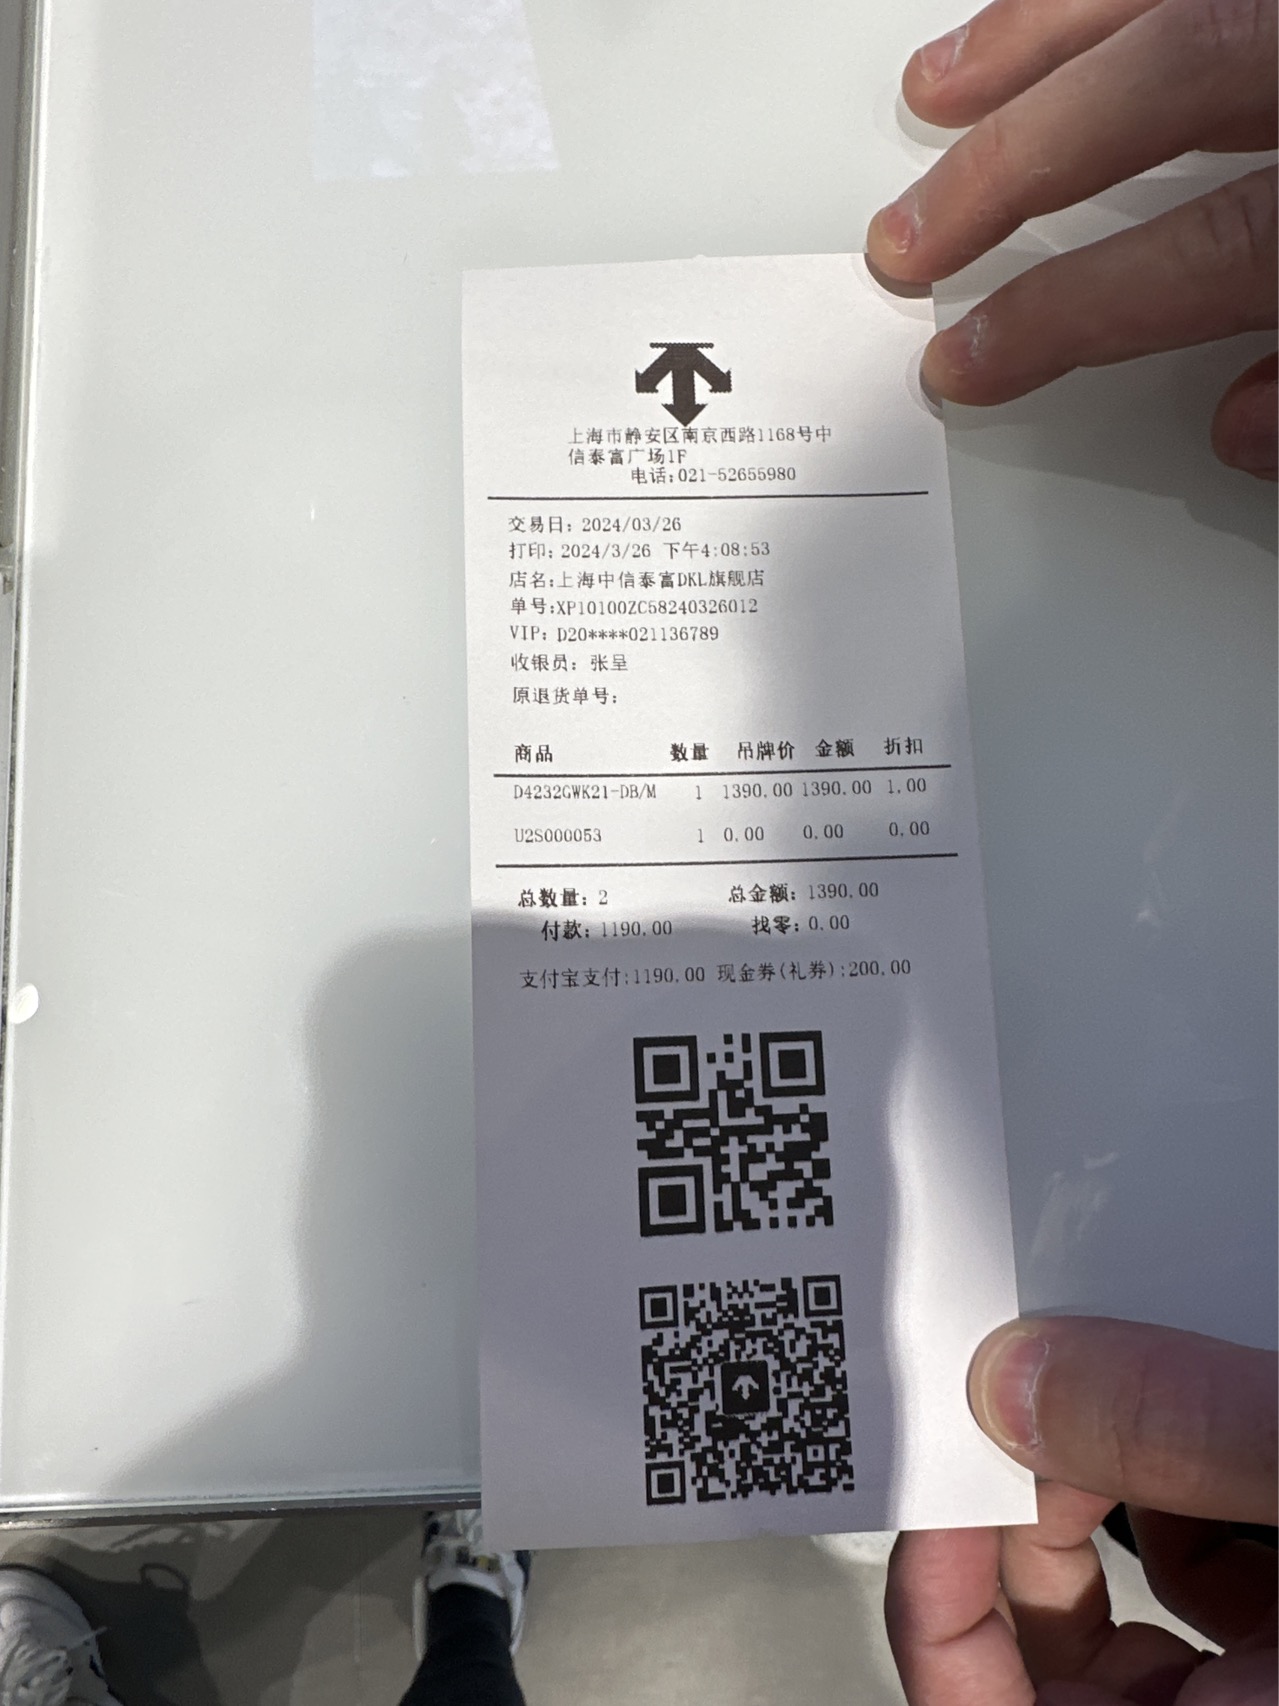 上海市静安区南京西路1168号中
信泰富广场1F
电话:021-52655980
交易日: 2024/03/26
打印: 2024/3/26 下午4:08:53
店名:上海中信泰富DKL旗舰店
单号:XP10100ZC58240326012
VIP: D20****021136789
收银员: 张呈
原退货单号:
商品 数量 吊牌价 金额 折扣
D4232GWK21-DB/M 1 1390.00 1390.00 1.00
U2S000053 1 0.00 0.00 0.00
总数量: 2 总金额: 1390.00
付款: 1190.00 找零: 0.00
支付宝支付:1190.00 现金券(礼券):200.00